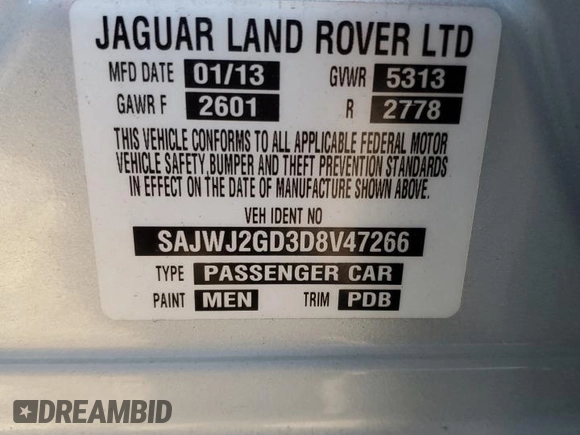 JAGUAR LAND ROVER LTD
MFD DATE 01/13 GVWR 5313
GAWR F 2601 R 2778
THIS VEHICLE CONFORMS TO ALL APPLICABLE FEDERAL MOTOR
VEHICLE SAFETY,BUMPER AND THEFT PREVENTION STANDARDS
IN EFFECT ON THE DATE OF MANUFACTURE SHOWN ABOVE.
VEH IDENT NO
SAJWJ2GD3D8V47266
TYPE PASSENGER CAR
PAINT MEN TRIM PDB
DREAMBID